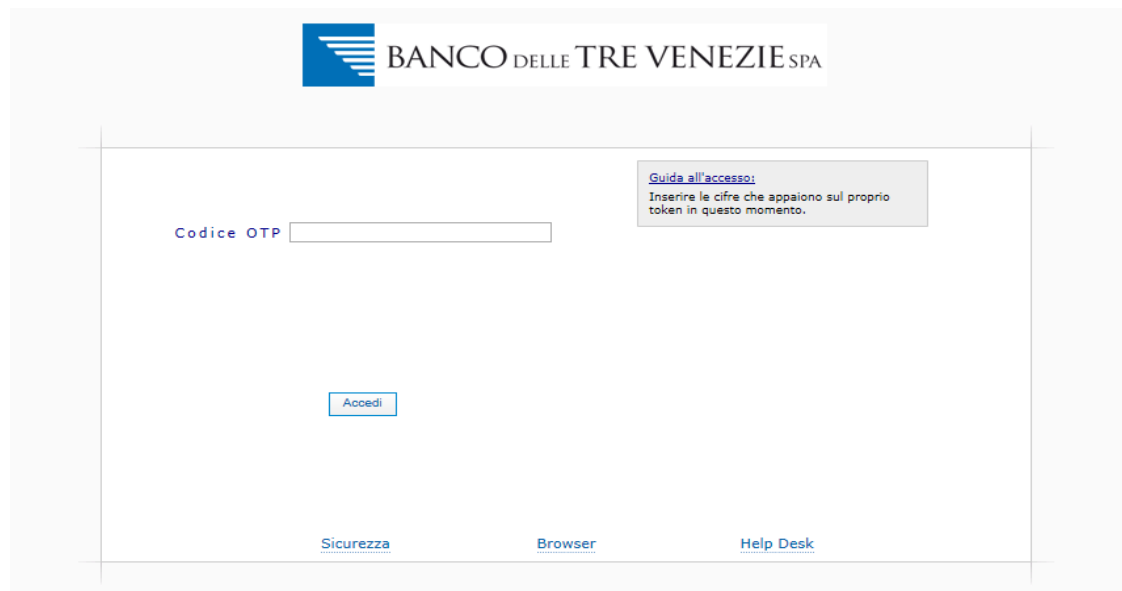 BANCO DELLE TRE VENEZIE SPA
Guida all'accesso:
Inserire le cifre che appaiono sul proprio
token in questo momento.
Codice OTP
Accedi
Sicurezza Browser Help Desk